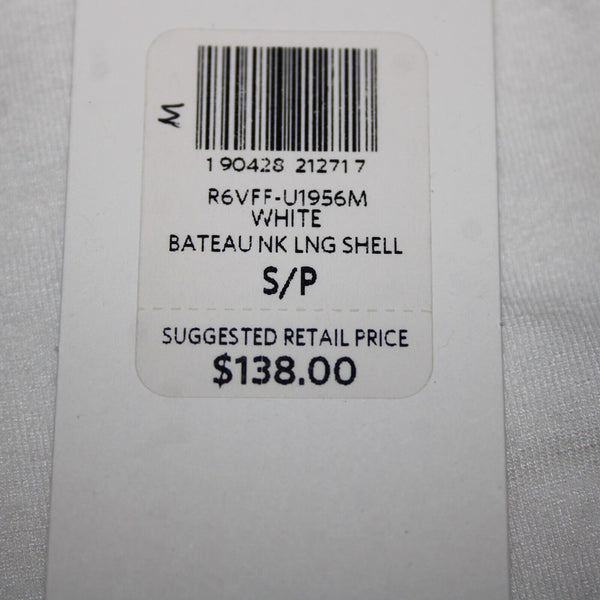 W
190428 212717
R6VFF-U1956M
WHITE
BATEAU NK LNG SHELL
S/P
SUGGESTED RETAIL PRICE
$138.00